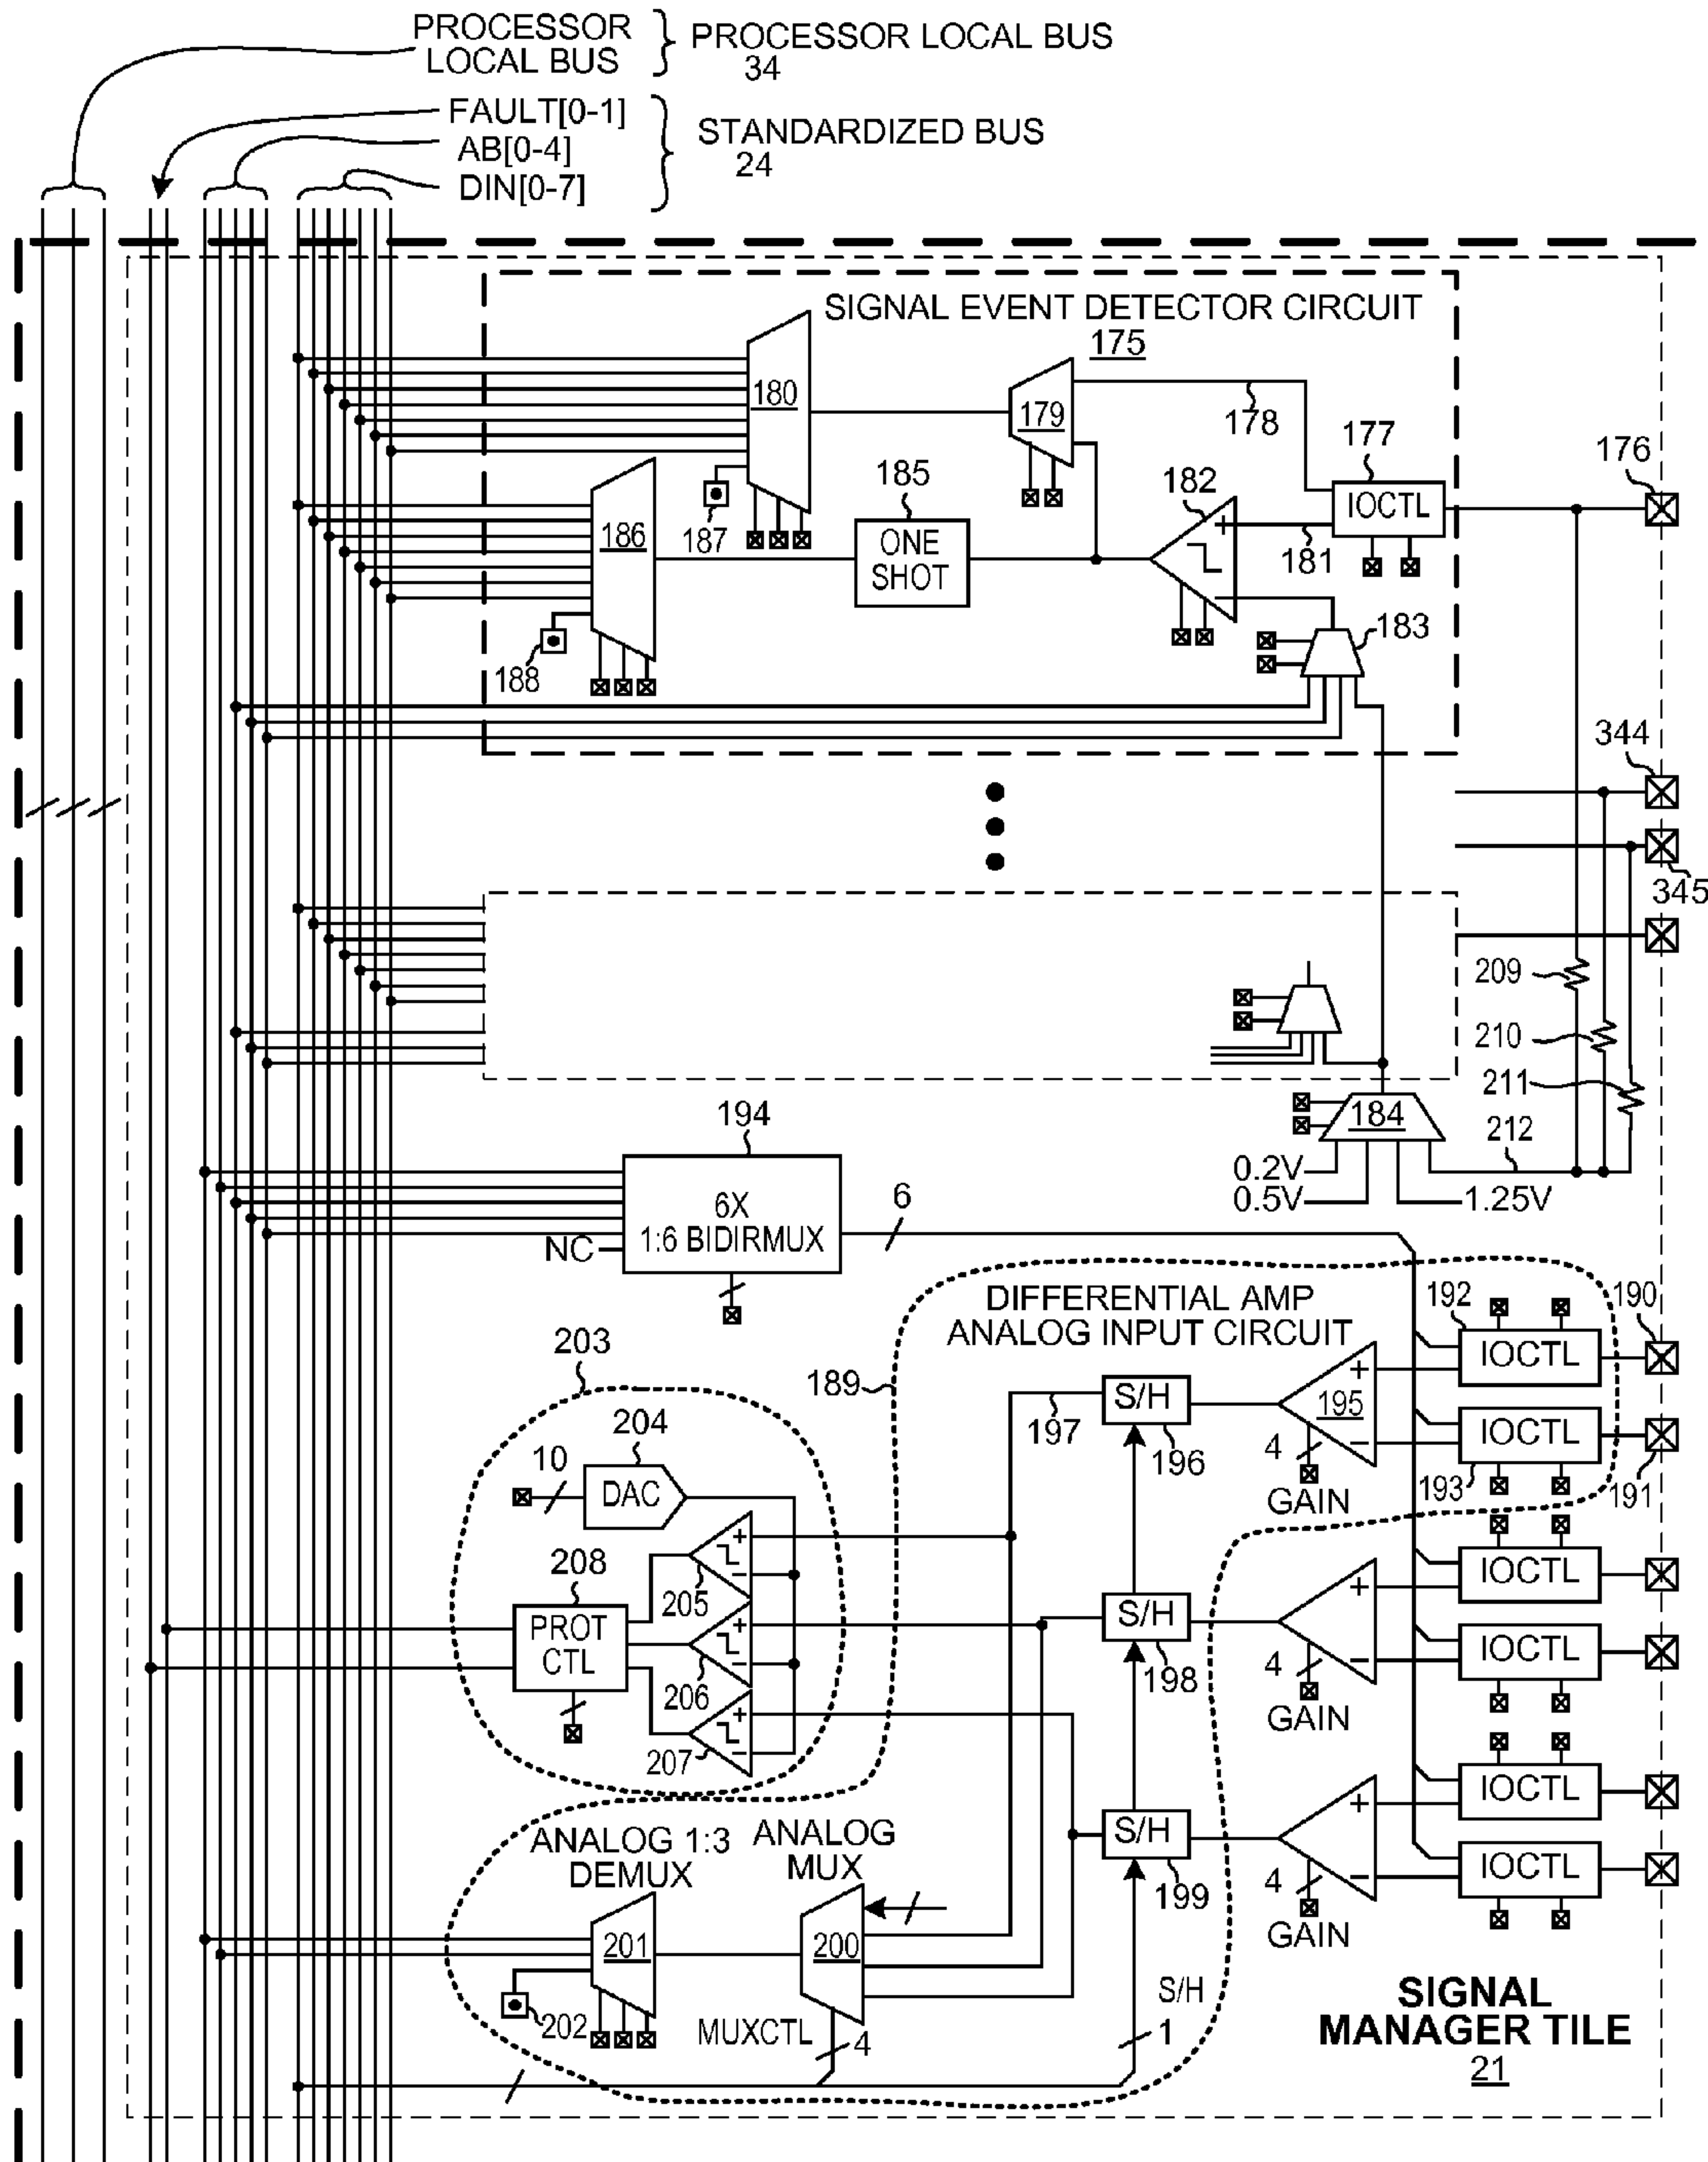 PROCESSOR
LOCAL BUS
PROCESSOR LOCAL BUS
34
FAULT[0-1]
AB[0-4]
DIN[0-7]
STANDARDIZED BUS
24
SIGNAL EVENT DETECTOR CIRCUIT
175
180
179
178
177
176
IOCTL
182
181
185
ONE
SHOT
187
186
188
183
344
345
209
210
211
212
184
0.2V
0.5V
1.25V
194
6X
1:6 BIDIRMUX
NC
6
DIFFERENTIAL AMP
ANALOG INPUT CIRCUIT
189
192
190
IOCTL
195
IOCTL
193
191
4
GAIN
S/H
196
197
203
204
10
DAC
208
PROT
CTL
205
206
207
S/H
198
4
GAIN
IOCTL
IOCTL
S/H
199
4
GAIN
IOCTL
IOCTL
ANALOG 1:3
DEMUX
ANALOG
MUX
201
200
202
MUXCTL
4
S/H
1
SIGNAL
MANAGER TILE
21